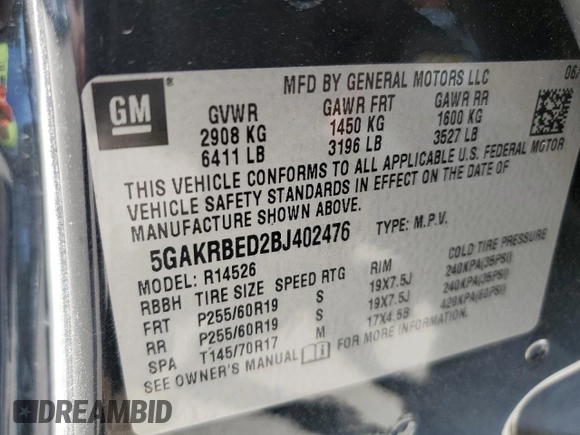 MFD BY GENERAL MOTORS LLC 06/
GM
GVWR GAWR FRT GAWR RR
2908 KG 1450 KG 1600 KG
6411 LB 3196 LB 3527 LB
THIS VEHICLE CONFORMS TO ALL APPLICABLE U.S. FEDERAL MOTOR
VEHICLE SAFETY STANDARDS IN EFFECT ON THE DATE OF
MANUFACTURE SHOWN ABOVE.
5GAKRBED2BJ402476 TYPE: M.P.V.
MODEL: R14526
RBBH TIRE SIZE SPEED RTG RIM COLD TIRE PRESSURE
FRT P255/60R19 S 19X7.5J 240KPA(35PSI)
RR P255/60R19 S 19X7.5J 240KPA(35PSI)
SPA T145/70R17 M 17X4.5B 420KPA(60PSI)
SEE OWNER'S MANUAL FOR MORE INFORMATION.
DREAMBID